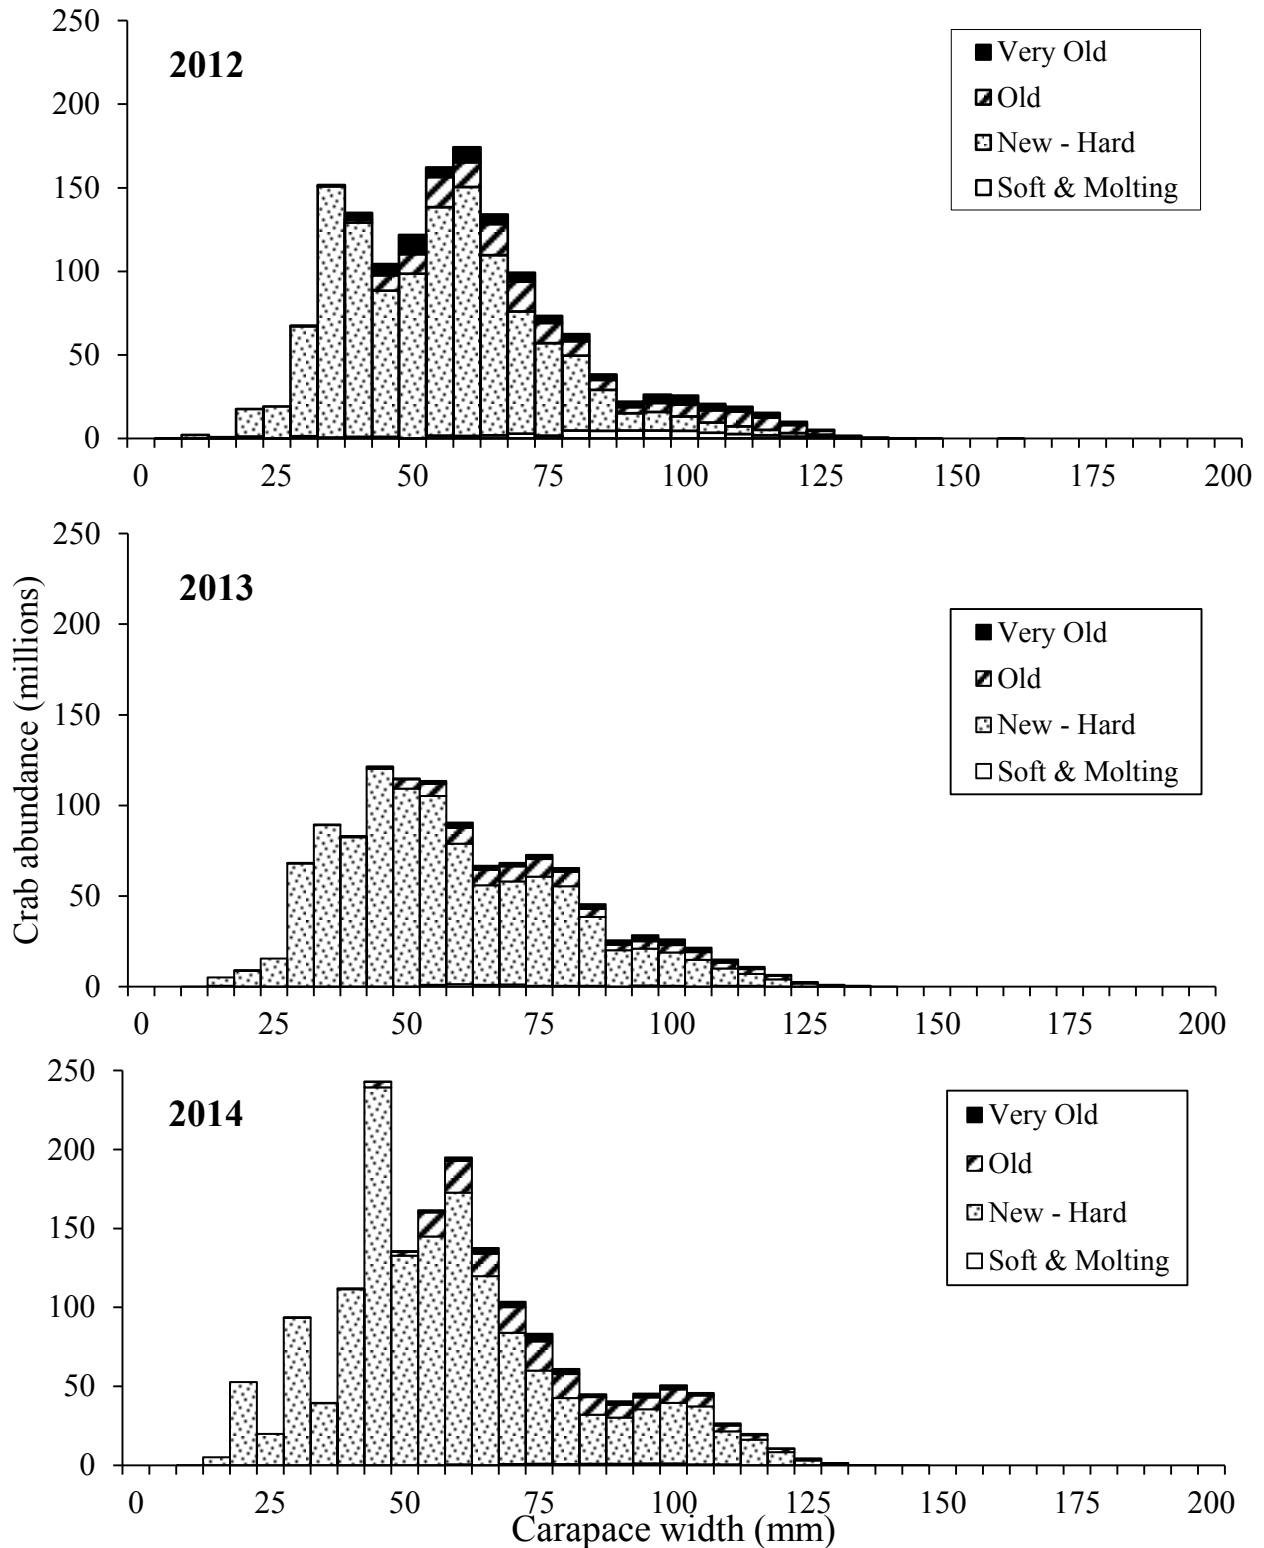 250
2012
Very Old
Old
New - Hard
Soft & Molting
200
150
100
50
0
0 25 50 75 100 125 150 175 200
Crab abundance (millions)
250
2013
Very Old
Old
New - Hard
Soft & Molting
200
150
100
50
0
0 25 50 75 100 125 150 175 200
250
2014
Very Old
Old
New - Hard
Soft & Molting
200
150
100
50
0
0 25 50 75 100 125 150 175 200
Carapace width (mm)